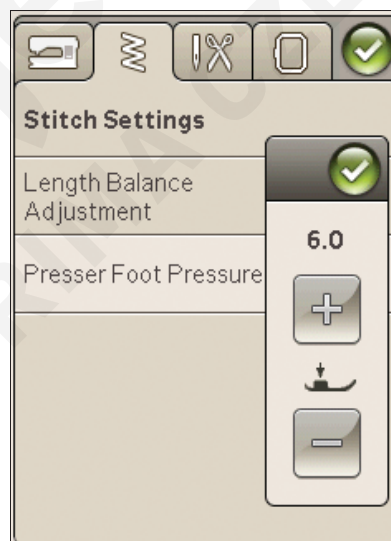 Stitch Settings
Length Balance
Adjustment
6.0
Presser Foot Pressure